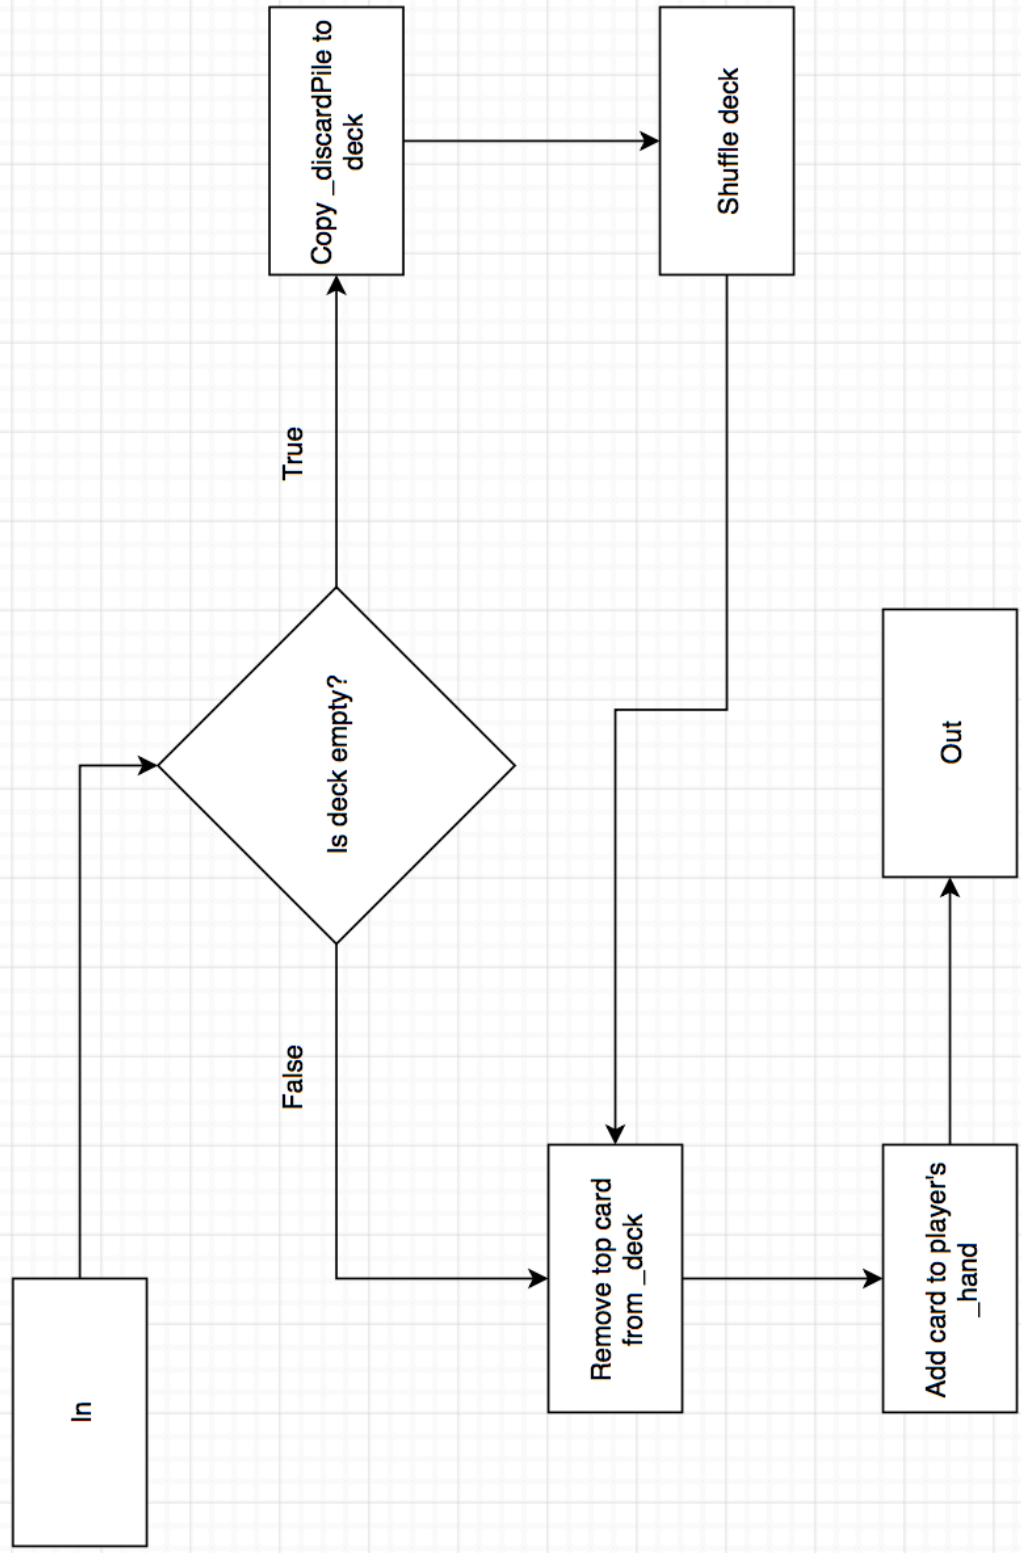 In
Is deck empty?
True
False
Copy _discardPile to
deck
Shuffle deck
Remove top card
from _deck
Add card to player's
_hand
Out